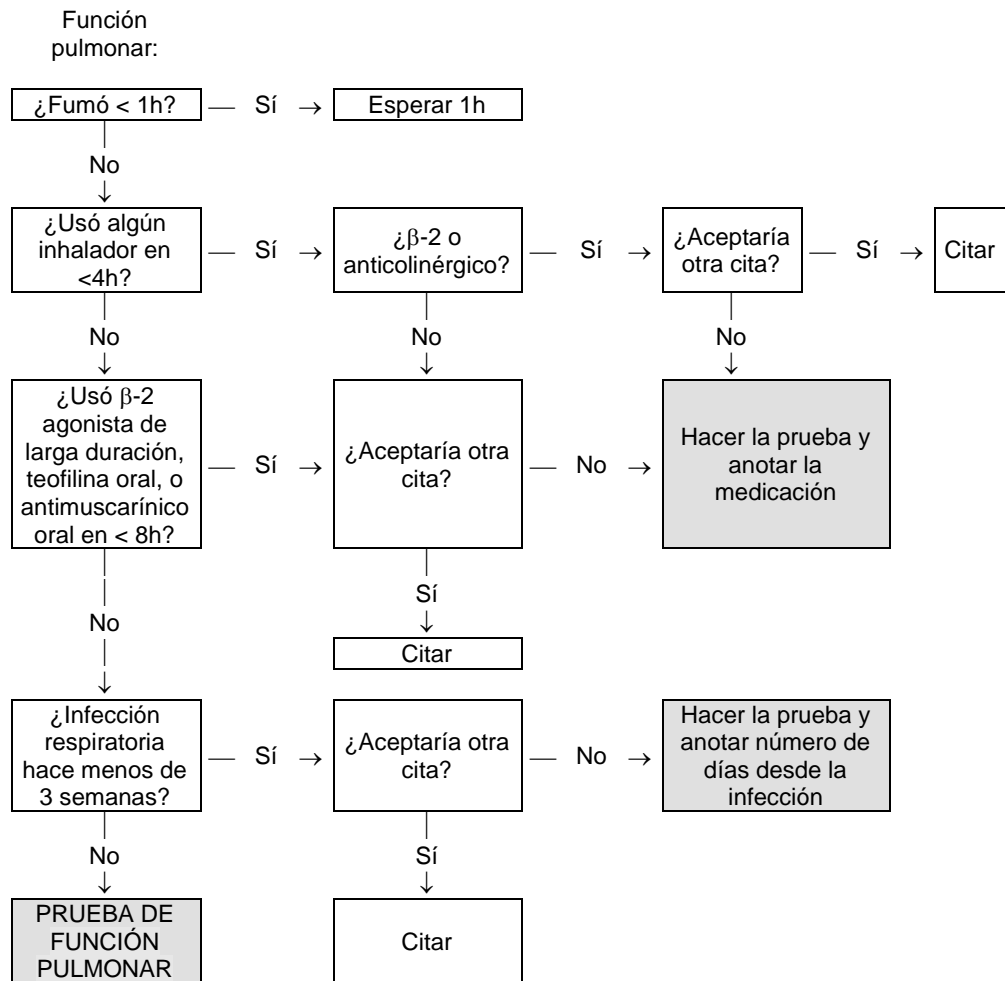 Función
pulmonar:
¿Fumó < 1h? — Sí → Esperar 1h
No
¿Usó algún
inhalador en
<4h?
— Sí →
¿β-2 o
anticolinérgico?
— Sí →
¿Aceptaría
otra cita?
— Sí →
Citar
No
No
No
¿Usó β-2
agonista de
larga duración,
teofilina oral, o
antimuscarínico
oral en < 8h?
— Sí →
¿Aceptaría otra
cita?
— No →
Hacer la prueba y
anotar la
medicación
No
Sí
Citar
¿Infección
respiratoria
hace menos de
3 semanas?
— Sí →
¿Aceptaría otra
cita?
— No →
Hacer la prueba y
anotar número de
días desde la
infección
No
Sí
PRUEBA DE
FUNCIÓN
PULMONAR
Citar